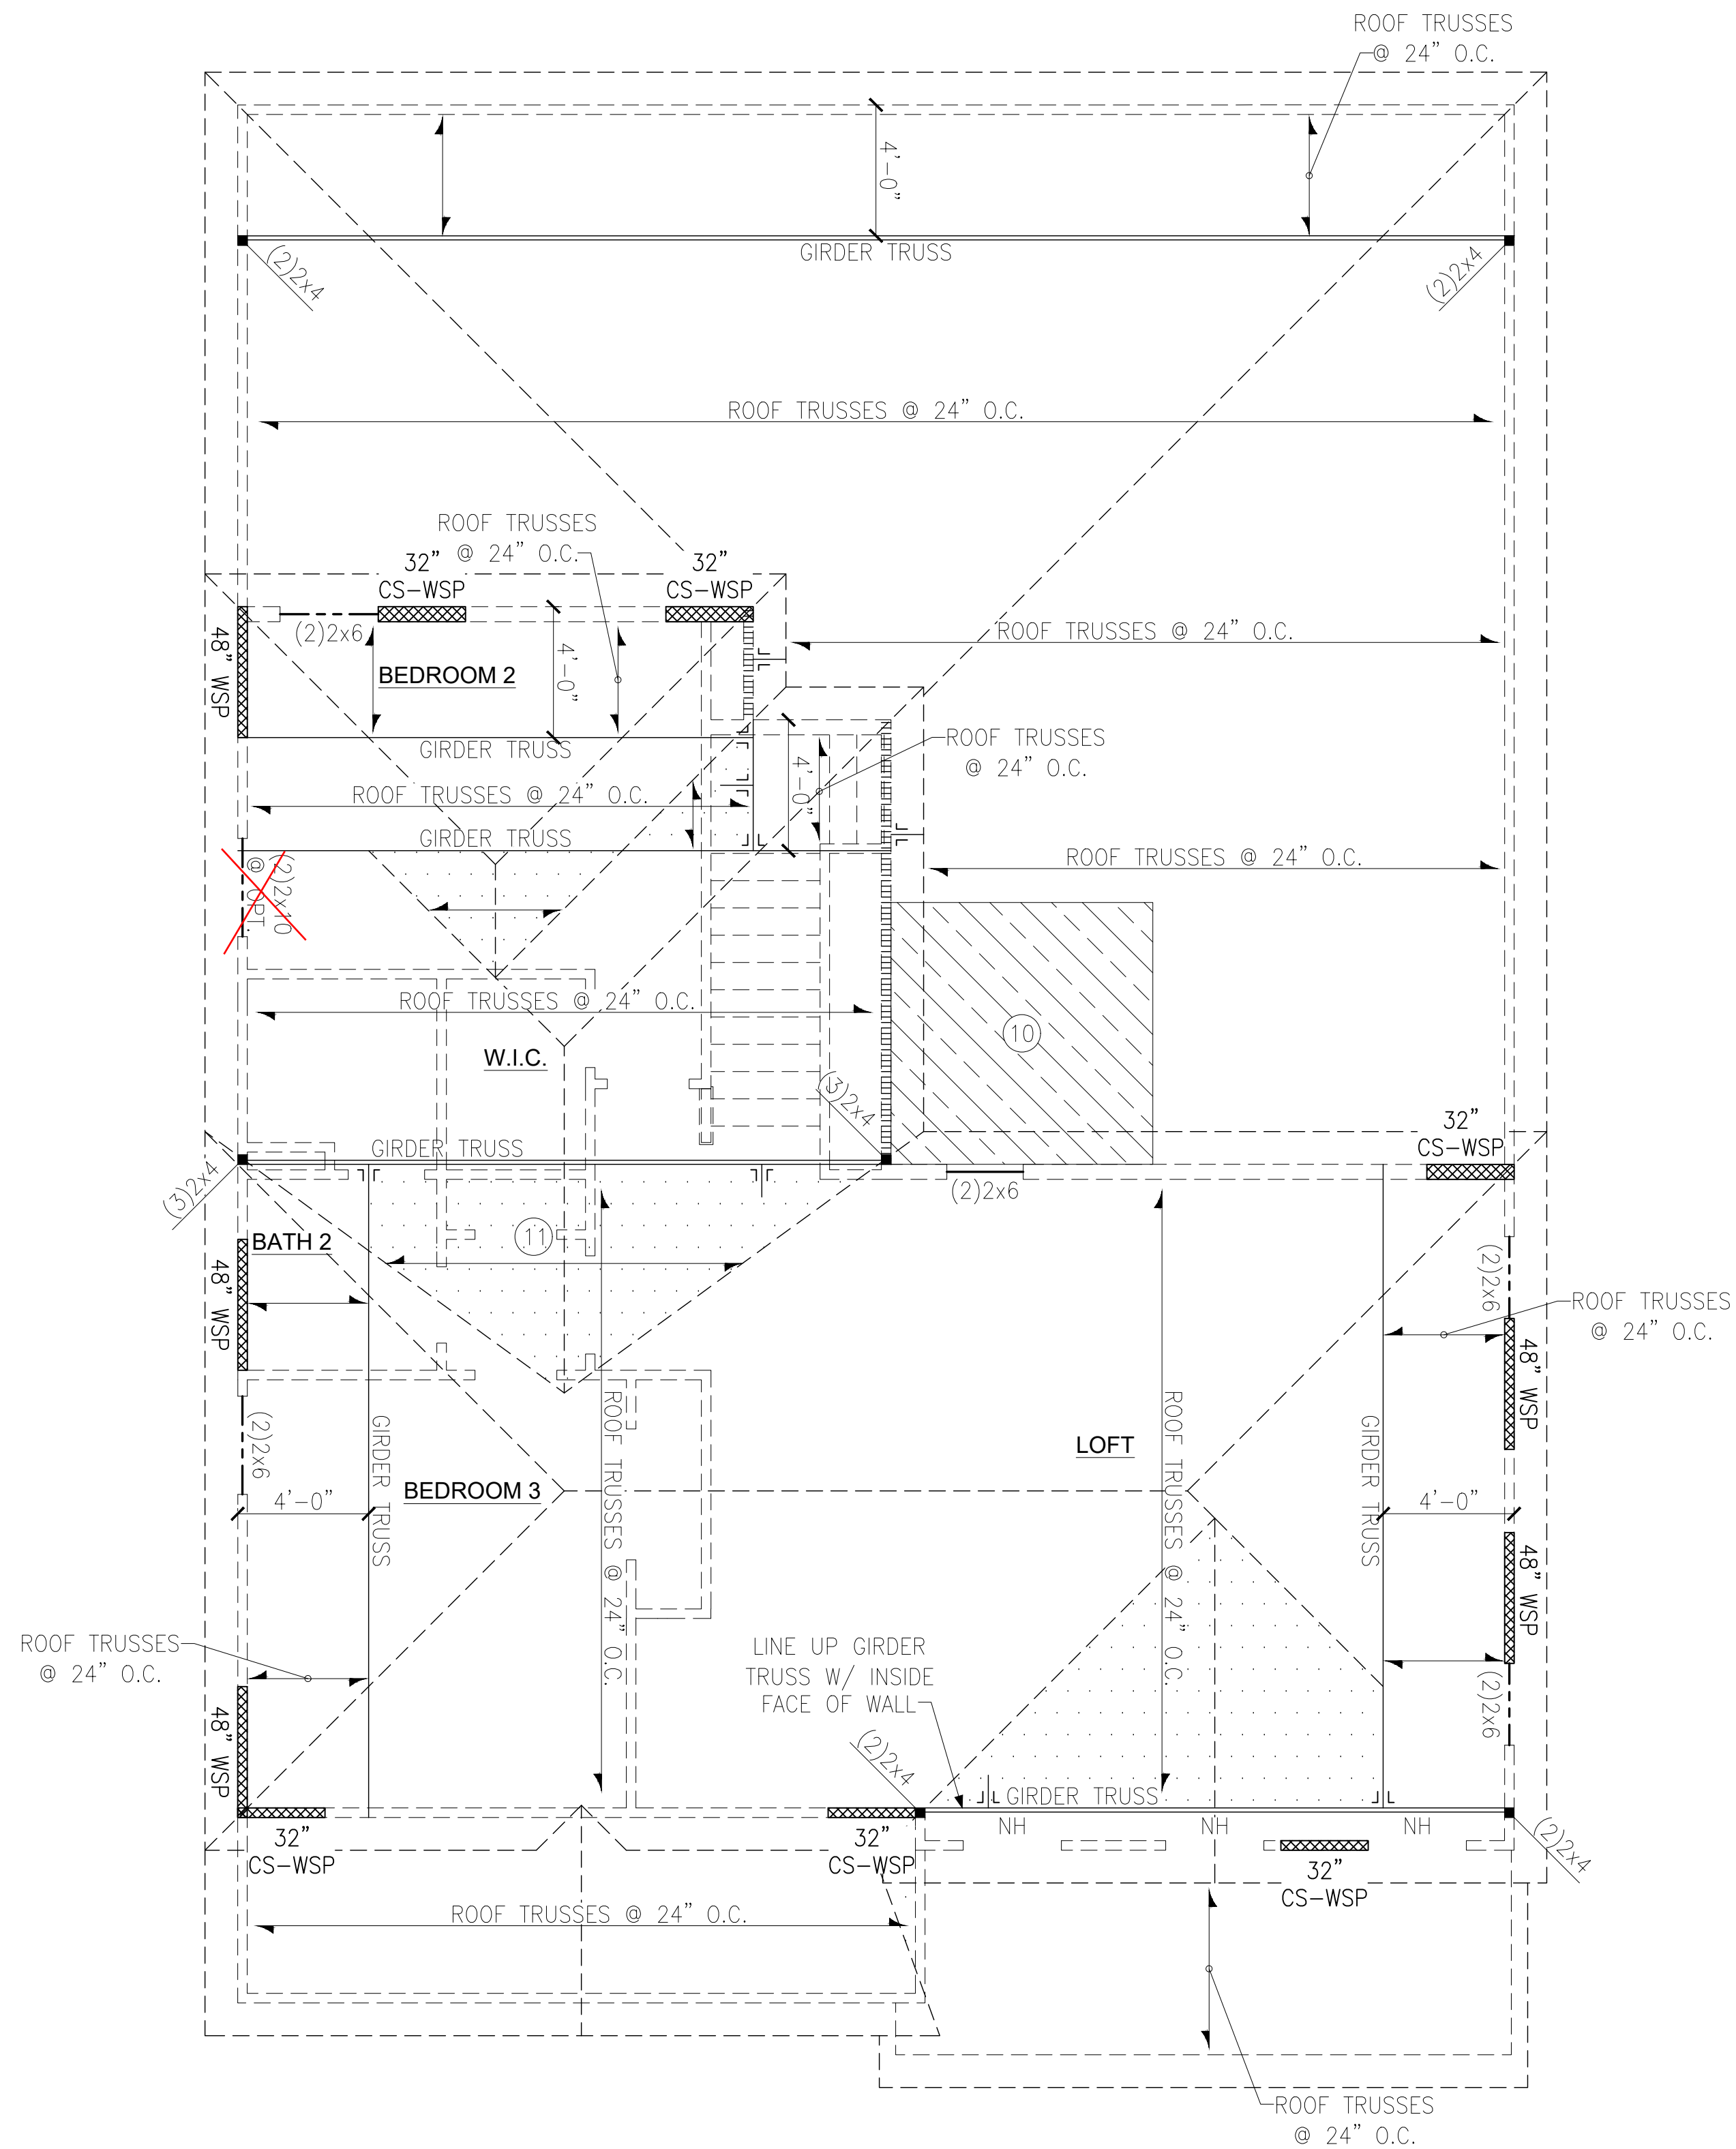 ROOF TRUSSES
@ 24" O.C.
4'-0"
GIRDER TRUSS
(2)2x4
(2)2x4
ROOF TRUSSES @ 24" O.C.
ROOF TRUSSES
@ 24" O.C.
32"
CS-WSP
32"
CS-WSP
(2)2x6
48" WSP
BEDROOM 2
4'-0"
ROOF TRUSSES @ 24" O.C.
GIRDER TRUSS
ROOF TRUSSES
@ 24" O.C.
4'-0"
ROOF TRUSSES @ 24" O.C.
GIRDER TRUSS
(2)2x10
@ OPT.
ROOF TRUSSES @ 24" O.C.
ROOF TRUSSES @ 24" O.C.
10
W.I.C.
(3)2x4
32"
CS-WSP
GIRDER TRUSS
(3)2x4
(2)2x6
11
BATH 2
48" WSP
(2)2x6
ROOF TRUSSES
@ 24" O.C.
48" WSP
(2)2x6
GIRDER TRUSS
ROOF TRUSSES @ 24" O.C.
ROOF TRUSSES @ 24" O.C.
GIRDER TRUSS
LOFT
BEDROOM 3
4'-0"
4'-0"
48" WSP
ROOF TRUSSES
@ 24" O.C.
LINE UP GIRDER
TRUSS W/ INSIDE
FACE OF WALL
(2)2x6
48" WSP
(2)2x4
GIRDER TRUSS
NH
NH
NH
(2)2x4
32"
CS-WSP
32"
CS-WSP
32"
CS-WSP
ROOF TRUSSES @ 24" O.C.
ROOF TRUSSES
@ 24" O.C.